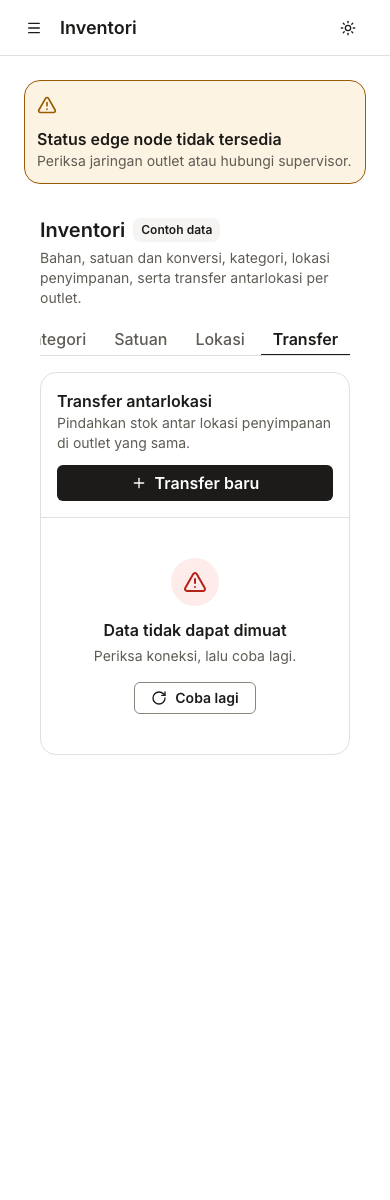 Inventori
Status edge node tidak tersedia
Periksa jaringan outlet atau hubungi supervisor.
Inventori Contoh data
Bahan, satuan dan konversi, kategori, lokasi
penyimpanan, serta transfer antarlokasi per
outlet.
tegori Satuan Lokasi Transfer
Transfer antarlokasi
Pindahkan stok antar lokasi penyimpanan
di outlet yang sama.
Transfer baru
Data tidak dapat dimuat
Periksa koneksi, lalu coba lagi.
Coba lagi